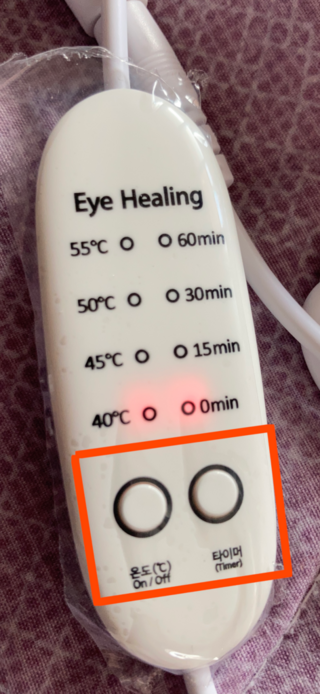 Eye Healing
55℃ 60min
50℃ 30min
45℃ 15min
40℃ 0min
온도(℃) 타이머
On/Off (Timer)